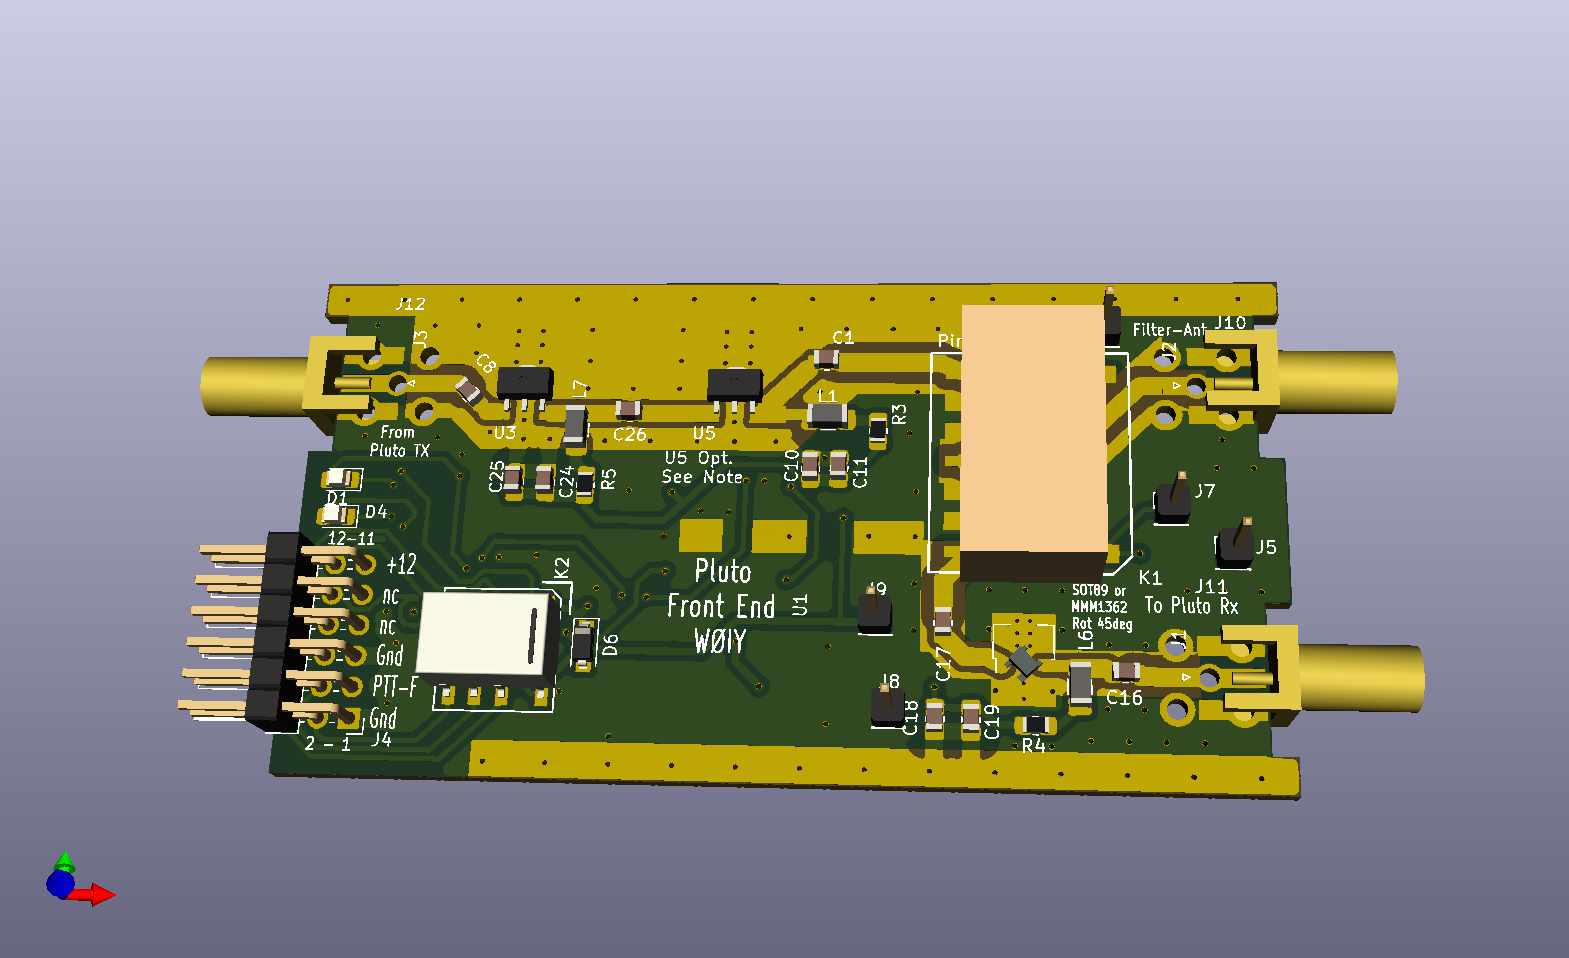 J12
J3
C8
C1
Pin
Filter-Ant
J10
J2
L7
L1
R3
From
Pluto TX
U3
C26
U5
U5 Opt.
See Note
C25
C24
R5
C10
C11
D1
D4
12-11
J7
J5
+12
nc
nc
Gnd
PTT-F
Gnd
2 - 1
J4
K2
D6
Pluto
Front End
WØIY
U1
J9
J8
K1
SOT89 or
MMM1362
Rot 45deg
J11
To Pluto Rx
L6
J1
C17
C16
C18
C19
R4